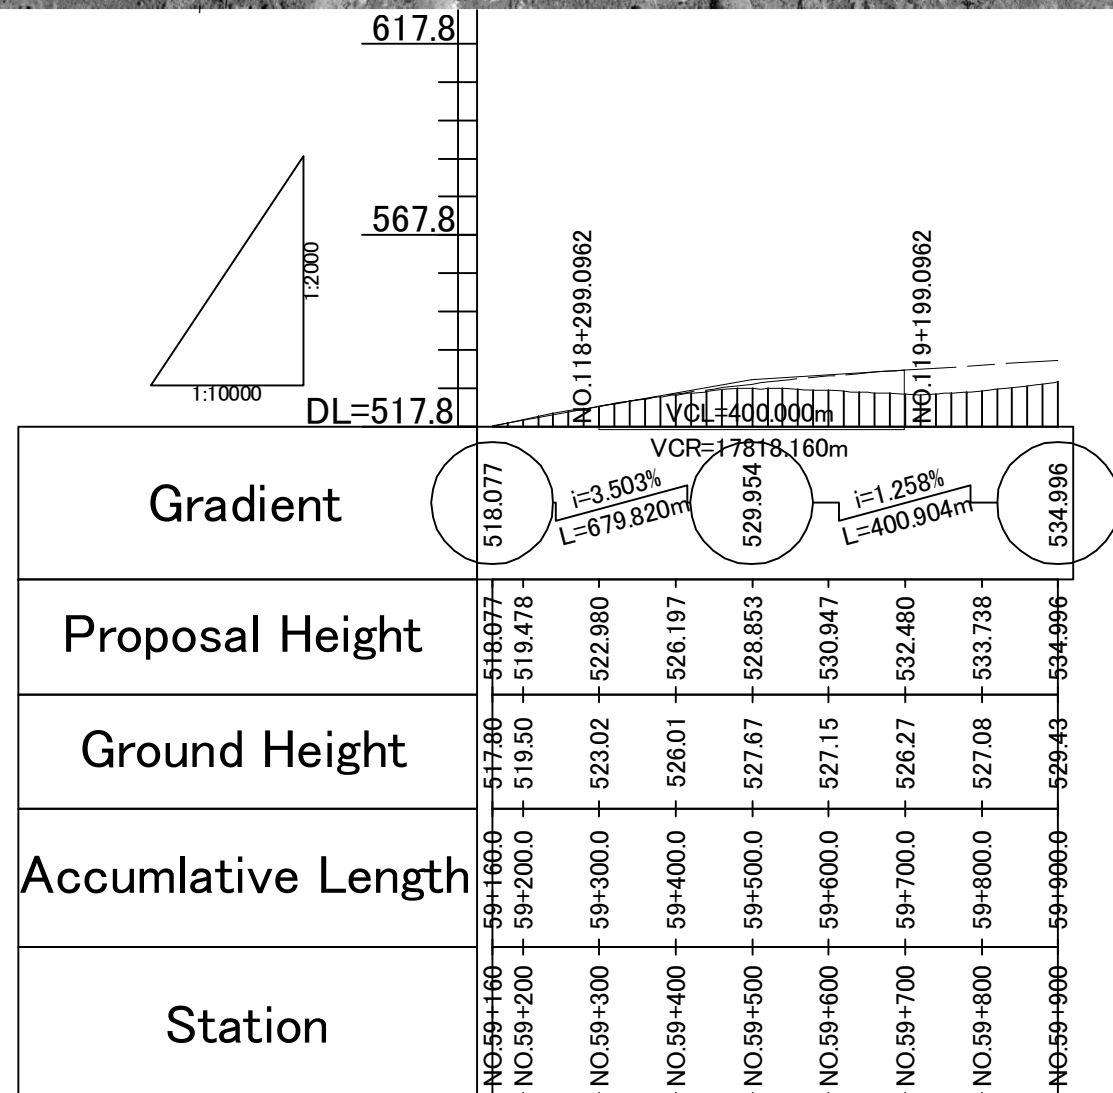 617.8
567.8
1:2000
1:10000
DL=517.8
NO.118+299.0962
NO.119+199.0962
VCL=400.000m
VCR=17818.160m
Gradient
518.077
i=3.503%
L=679.820m
529.954
i=1.258%
L=400.904m
534.996
Proposal Height
518.077
519.478
522.980
526.197
528.853
530.947
532.480
533.738
534.996
Ground Height
517.80
519.50
523.02
526.01
527.67
527.15
526.27
527.08
529.43
Accumlative Length
59+160.0
59+200.0
59+300.0
59+400.0
59+500.0
59+600.0
59+700.0
59+800.0
59+900.0
Station
NO.59+160
NO.59+200
NO.59+300
NO.59+400
NO.59+500
NO.59+600
NO.59+700
NO.59+800
NO.59+900